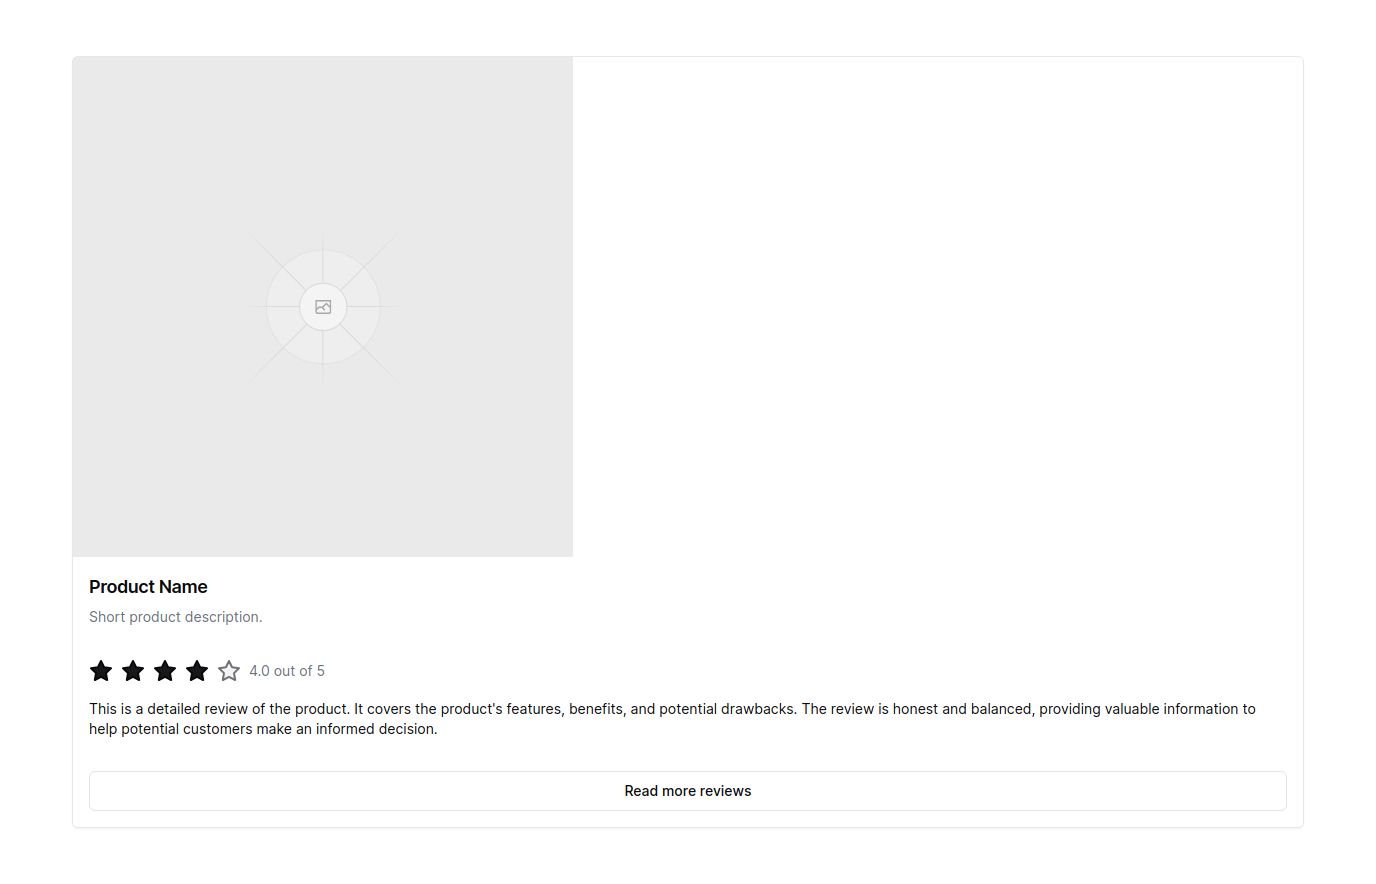 Product Name
Short product description.
4.0 out of 5
This is a detailed review of the product. It covers the product's features, benefits, and potential drawbacks. The review is honest and balanced, providing valuable information to
help potential customers make an informed decision.
Read more reviews